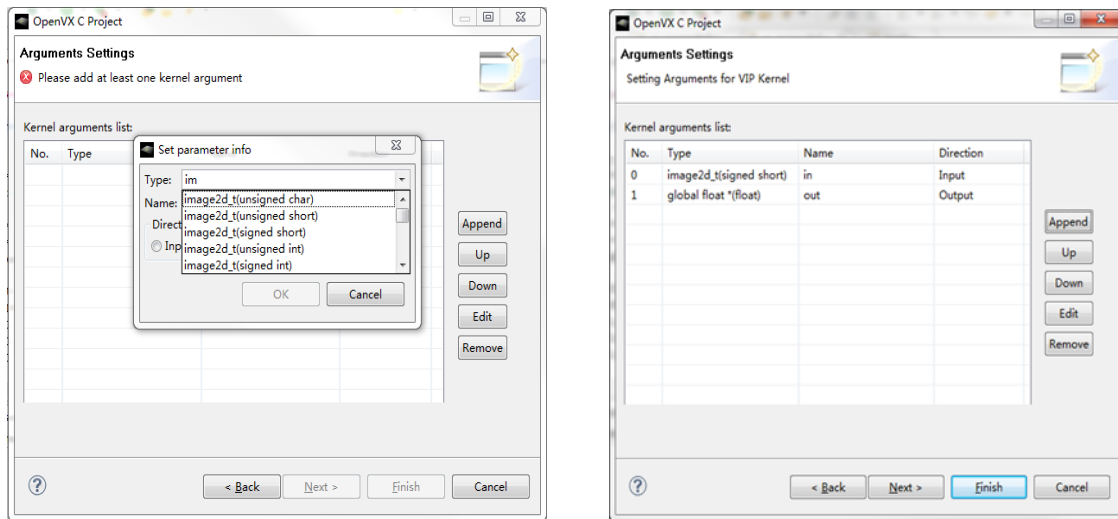 OpenVX C Project
Arguments Settings
Please add at least one kernel argument
Kernel arguments list:
No. Type
Set parameter info
Type: im
image2d_t(unsigned char)
Name:
image2d_t(unsigned short)
Direct
image2d_t(signed short)
Inp
image2d_t(unsigned int)
image2d_t(signed int)
OK Cancel
Append
Up
Down
Edit
Remove
? < Back Next > Finish Cancel
OpenVX C Project
Arguments Settings
Setting Arguments for VIP Kernel
Kernel arguments list:
No. Type Name Direction
0 image2d_t(signed short) in Input
1 global float *(float) out Output
Append
Up
Down
Edit
Remove
? < Back Next > Finish Cancel